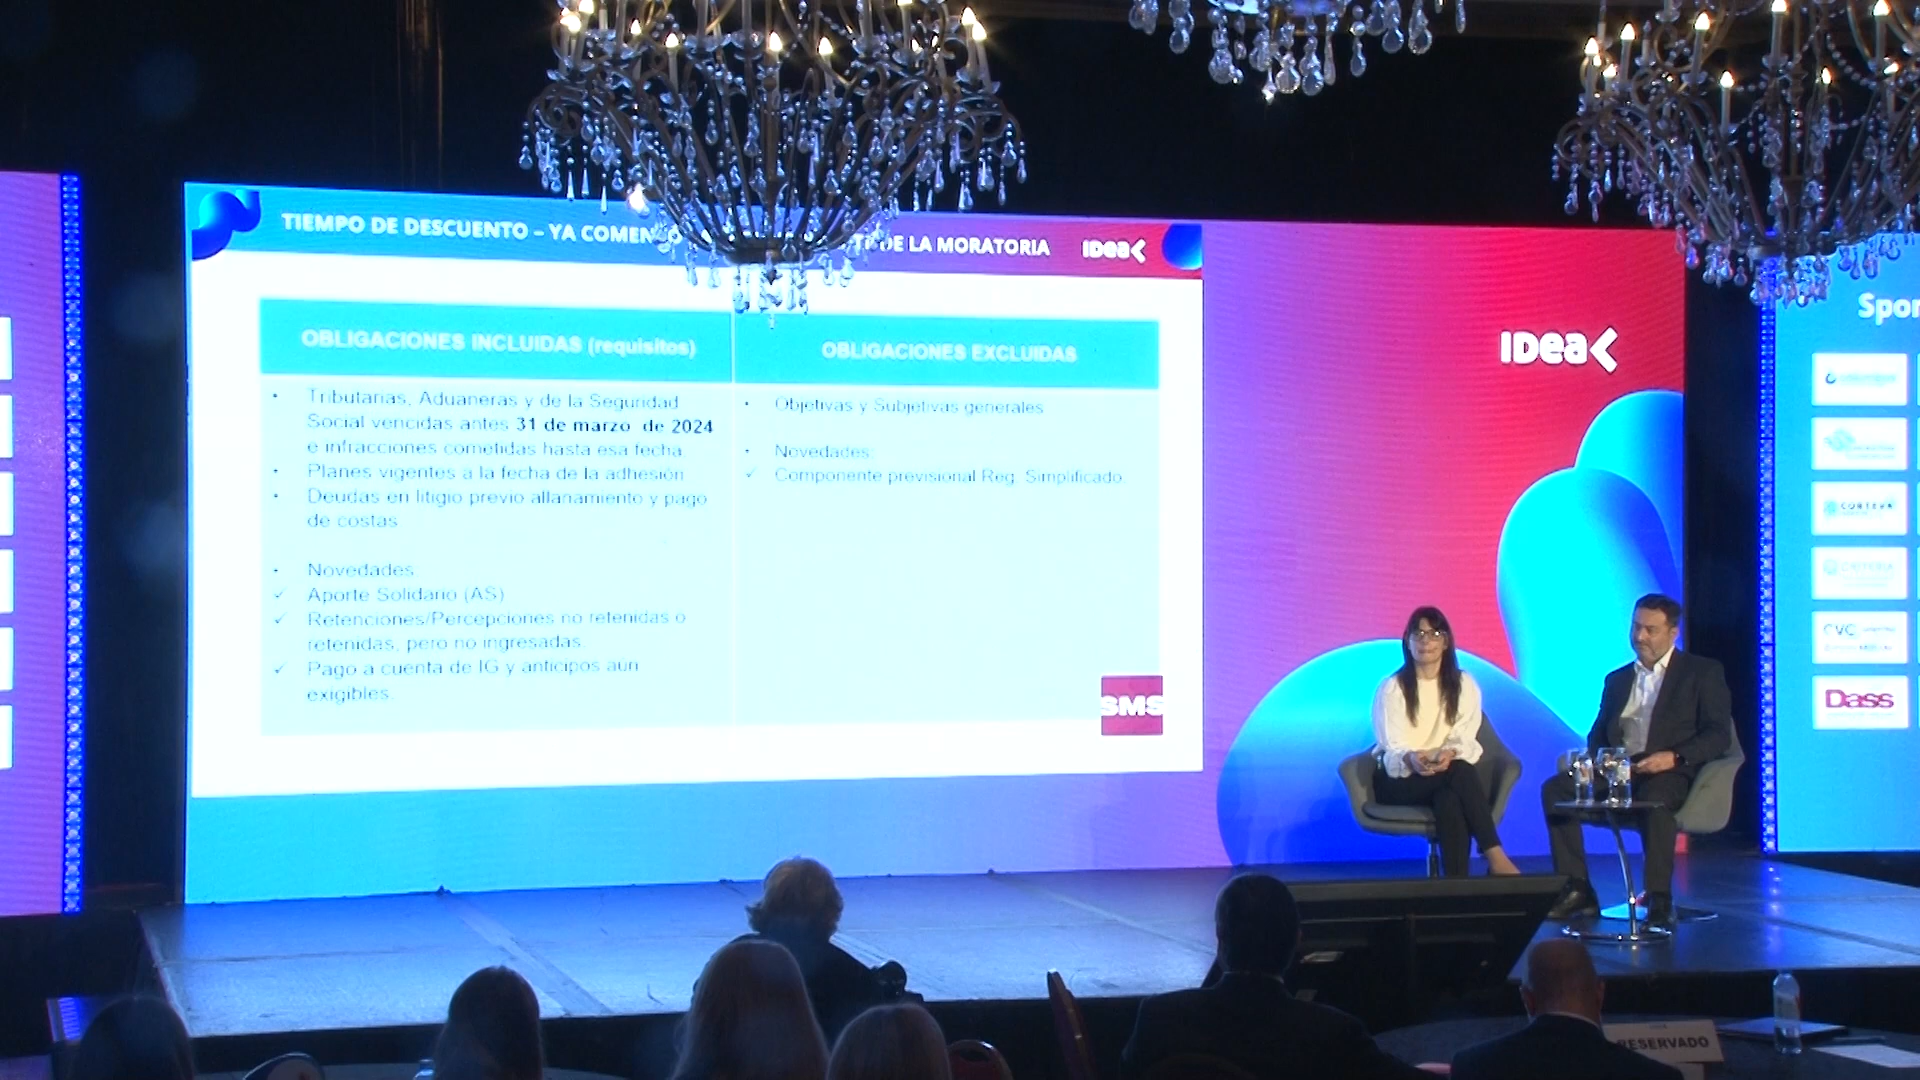 TIEMPO DE DESCUENTO – YA COMEN
DE LA MORATORIA
IDea
OBLIGACIONES INCLUIDAS (requisitos)
• Tributarias, Aduaneras y de la Seguridad
Social vencidas antes 31 de marzo de 2024
e infracciones cometidas hasta esa fecha.
• Planes vigentes a la fecha de la adhesión
• Deudas en litigio previo allanamiento y pago
de costas
• Novedades
✓ Aporte Solidario (AS)
✓ Retenciones/Percepciones no retenidas o
retenidas, pero no ingresadas.
✓ Pago a cuenta de IG y anticipos aun
exigibles.
OBLIGACIONES EXCLUIDAS
• Objetivas y Subjetivas generales
• Novedades:
✓ Componente previsional Reg. Simplificado
SMS
IDea
Spon
CORTEVA
CRITERIA
CVC
Dass
RESERVADO